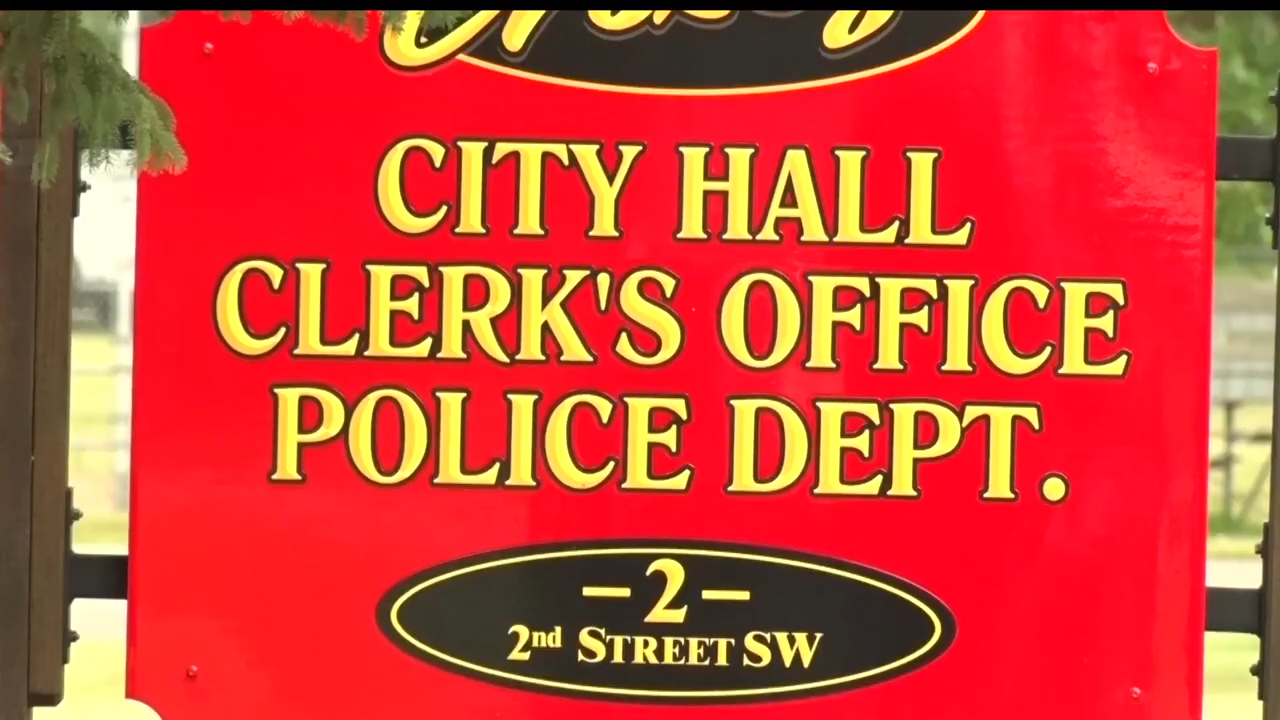 CITY HALL
CLERK'S OFFICE
POLICE DEPT.
– 2 –
2nd STREET SW